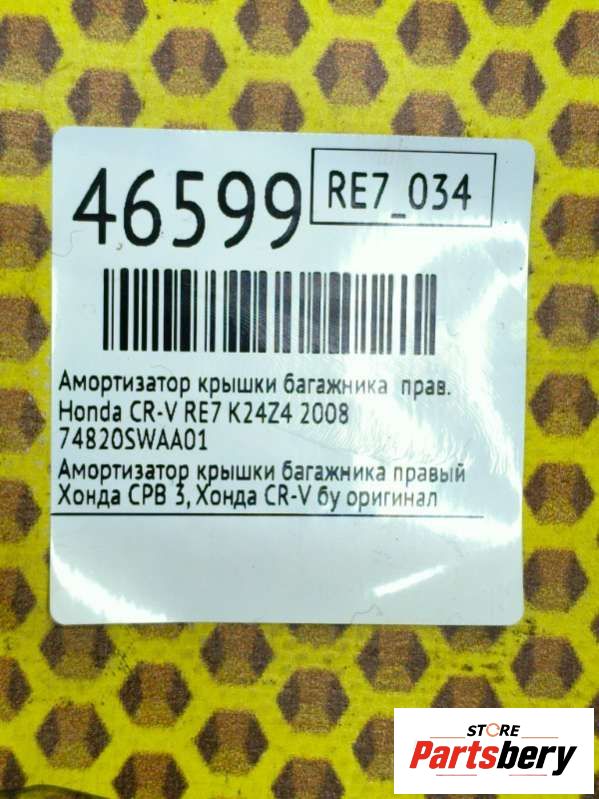 46599
RE7_034
Амортизатор крышки багажника прав.
Honda CR-V RE7 K24Z4 2008
74820SWAA01
Амортизатор крышки багажника правый
Хонда СРВ 3, Хонда CR-V бу оригинал
STORE
Partsbery